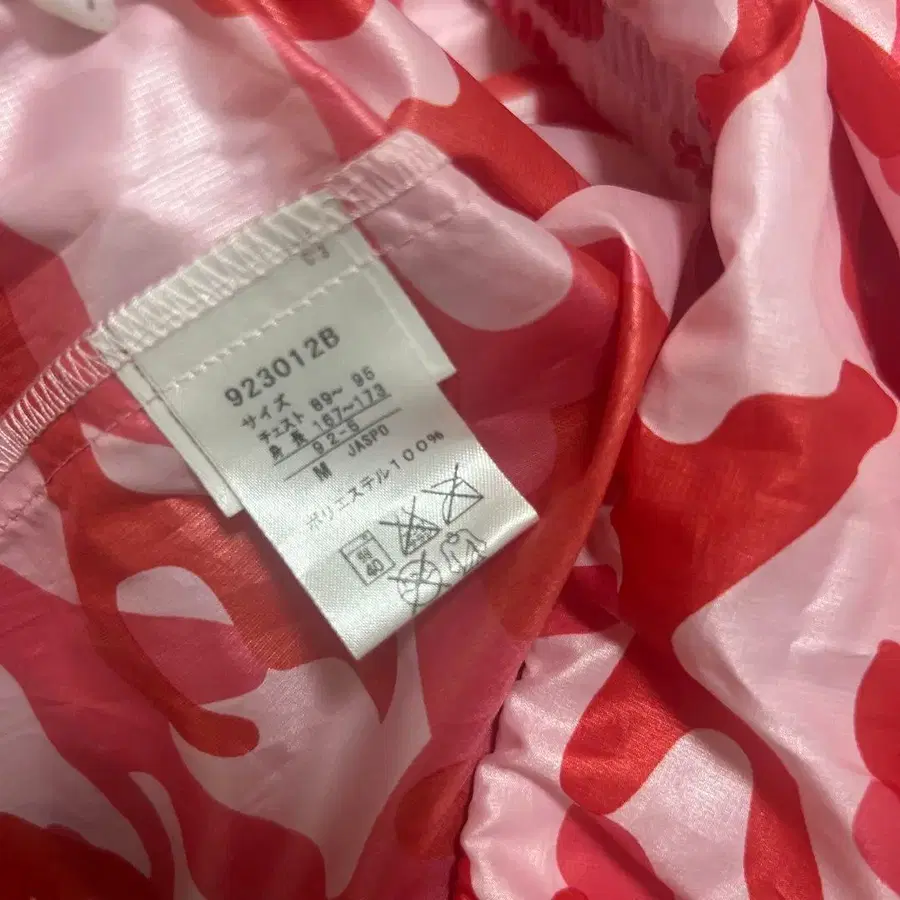 923012B
サイズ
チェスト 89～ 95
身 長 167～173
92-5
M JASPO
ポリエステル100%
40